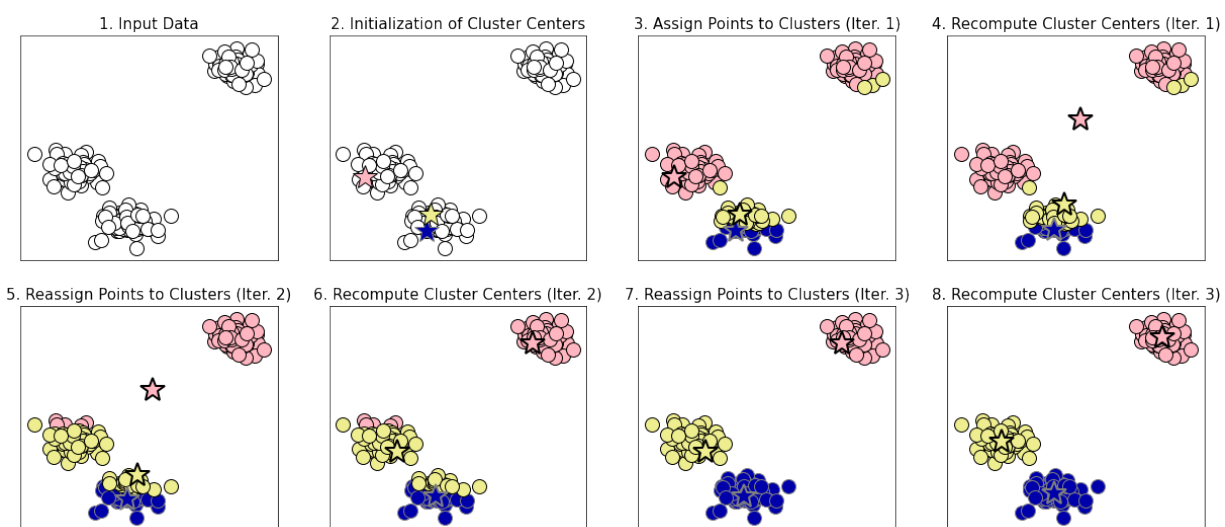 1. Input Data
2. Initialization of Cluster Centers
3. Assign Points to Clusters (Iter. 1)
4. Recompute Cluster Centers (Iter. 1)
5. Reassign Points to Clusters (Iter. 2)
6. Recompute Cluster Centers (Iter. 2)
7. Reassign Points to Clusters (Iter. 3)
8. Recompute Cluster Centers (Iter. 3)